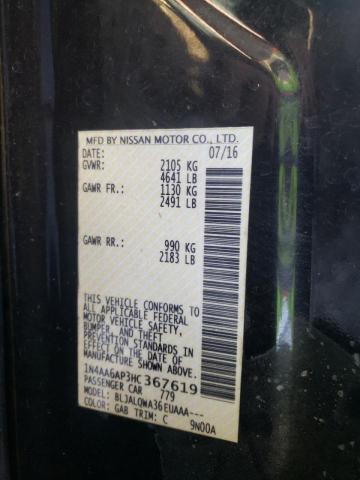 MFD BY NISSAN MOTOR CO., LTD.
DATE: 07/16
GVWR: 2105 KG
4641 LB
GAWR FR.: 1130 KG
2491 LB
GAWR RR.: 990 KG
2183 LB
THIS VEHICLE CONFORMS TO
ALL APPLICABLE FEDERAL
MOTOR VEHICLE SAFETY,
BUMPER, AND THEFT
PREVENTION STANDARDS IN
EFFECT ON THE DATE OF
MANUFACTURE SHOWN ABOVE.
1N4AA6AP3HC367619
PASSENGER CAR 779
MODEL: BLJALQWA36EUAAA---
COLOR: GAB TRIM: C 9N00A